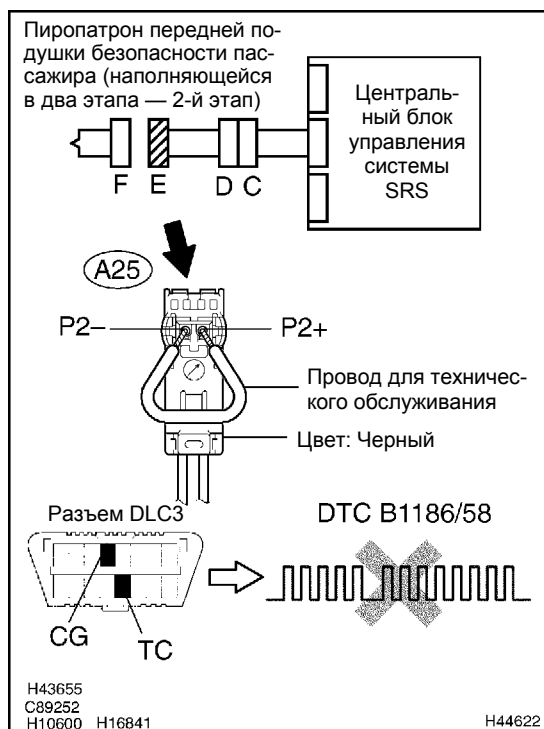 Пиропатрон передней по-
душки безопасности пас-
сажира (наполняющейся
в два этапа — 2-й этап)
Централь-
ный блок
управления
системы
SRS
F E D C
A25
P2– P2+
Провод для техничес-
кого обслуживания
Цвет: Черный
Разъем DLC3
DTC B1186/58
CG
TC
H43655
C89252
H10600 H16841
H44622